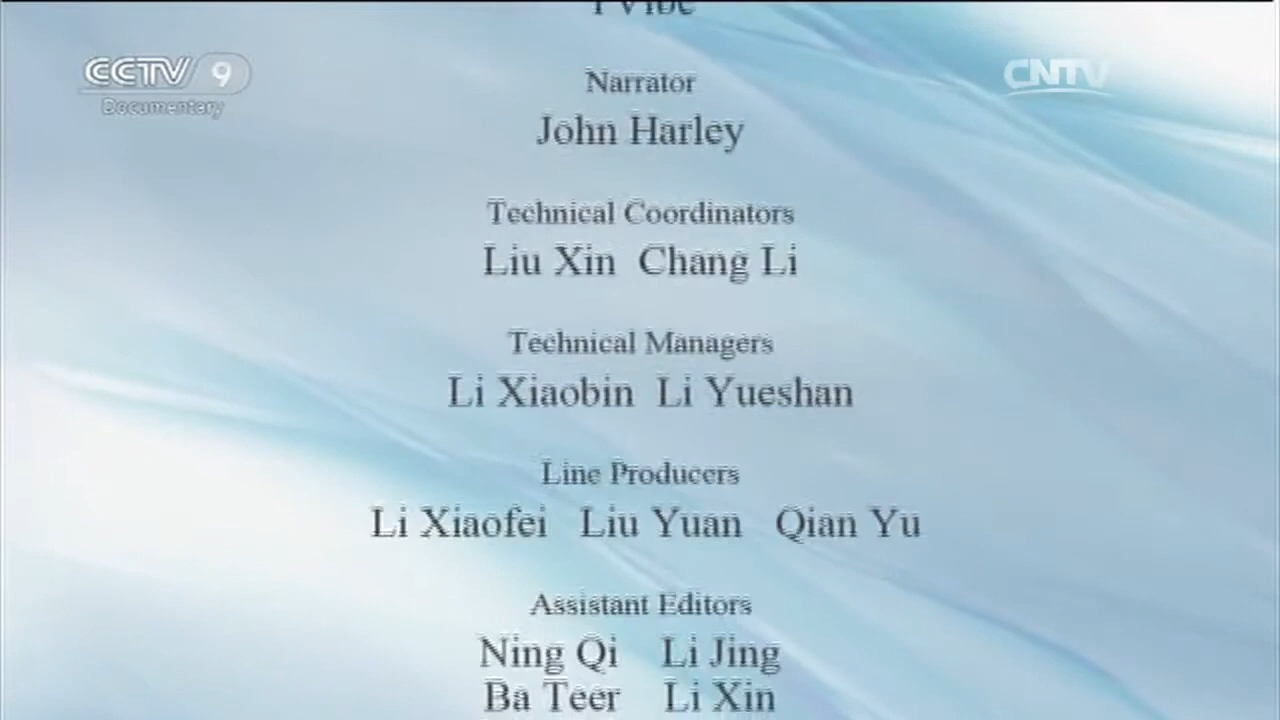 CCTV 9
Documentary
CNTV
Narrator
John Harley
Technical Coordinators
Liu Xin Chang Li
Technical Managers
Li Xiaobin Li Yueshan
Line Producers
Li Xiaofei Liu Yuan Qian Yu
Assistant Editors
Ning Qi Li Jing
Ba Teer Li Xin